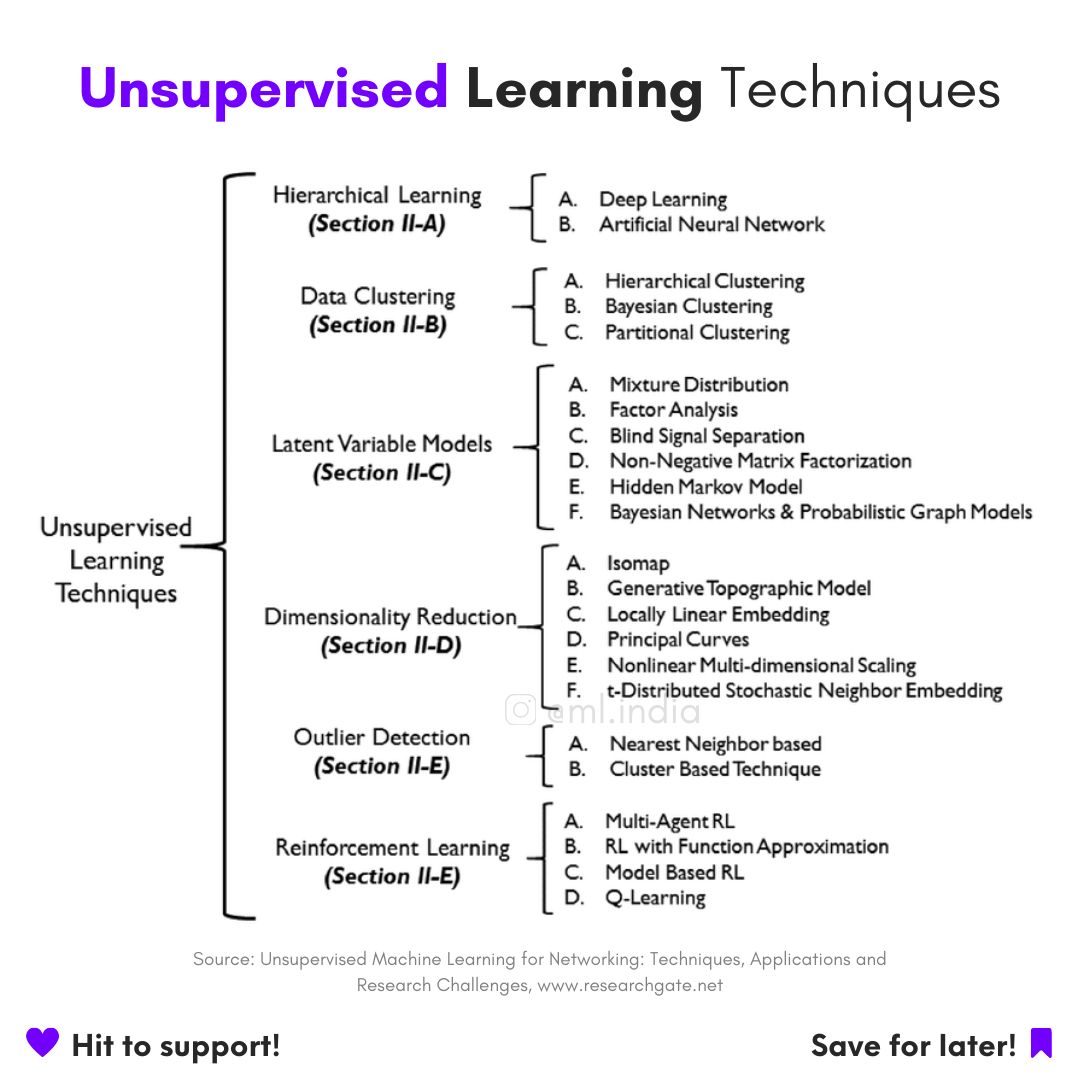 Unsupervised Learning Techniques
Hierarchical Learning
(Section II-A)
A. Deep Learning
B. Artificial Neural Network
Data Clustering
(Section II-B)
A. Hierarchical Clustering
B. Bayesian Clustering
C. Partitional Clustering
Latent Variable Models
(Section II-C)
A. Mixture Distribution
B. Factor Analysis
C. Blind Signal Separation
D. Non-Negative Matrix Factorization
E. Hidden Markov Model
F. Bayesian Networks & Probabilistic Graph Models
Unsupervised
Learning
Techniques
Dimensionality Reduction
(Section II-D)
A. Isomap
B. Generative Topographic Model
C. Locally Linear Embedding
D. Principal Curves
E. Nonlinear Multi-dimensional Scaling
F. t-Distributed Stochastic Neighbor Embedding
@ml.india
Outlier Detection
(Section II-E)
A. Nearest Neighbor based
B. Cluster Based Technique
Reinforcement Learning
(Section II-E)
A. Multi-Agent RL
B. RL with Function Approximation
C. Model Based RL
D. Q-Learning
Source: Unsupervised Machine Learning for Networking: Techniques, Applications and
Research Challenges, www.researchgate.net
Hit to support!
Save for later!